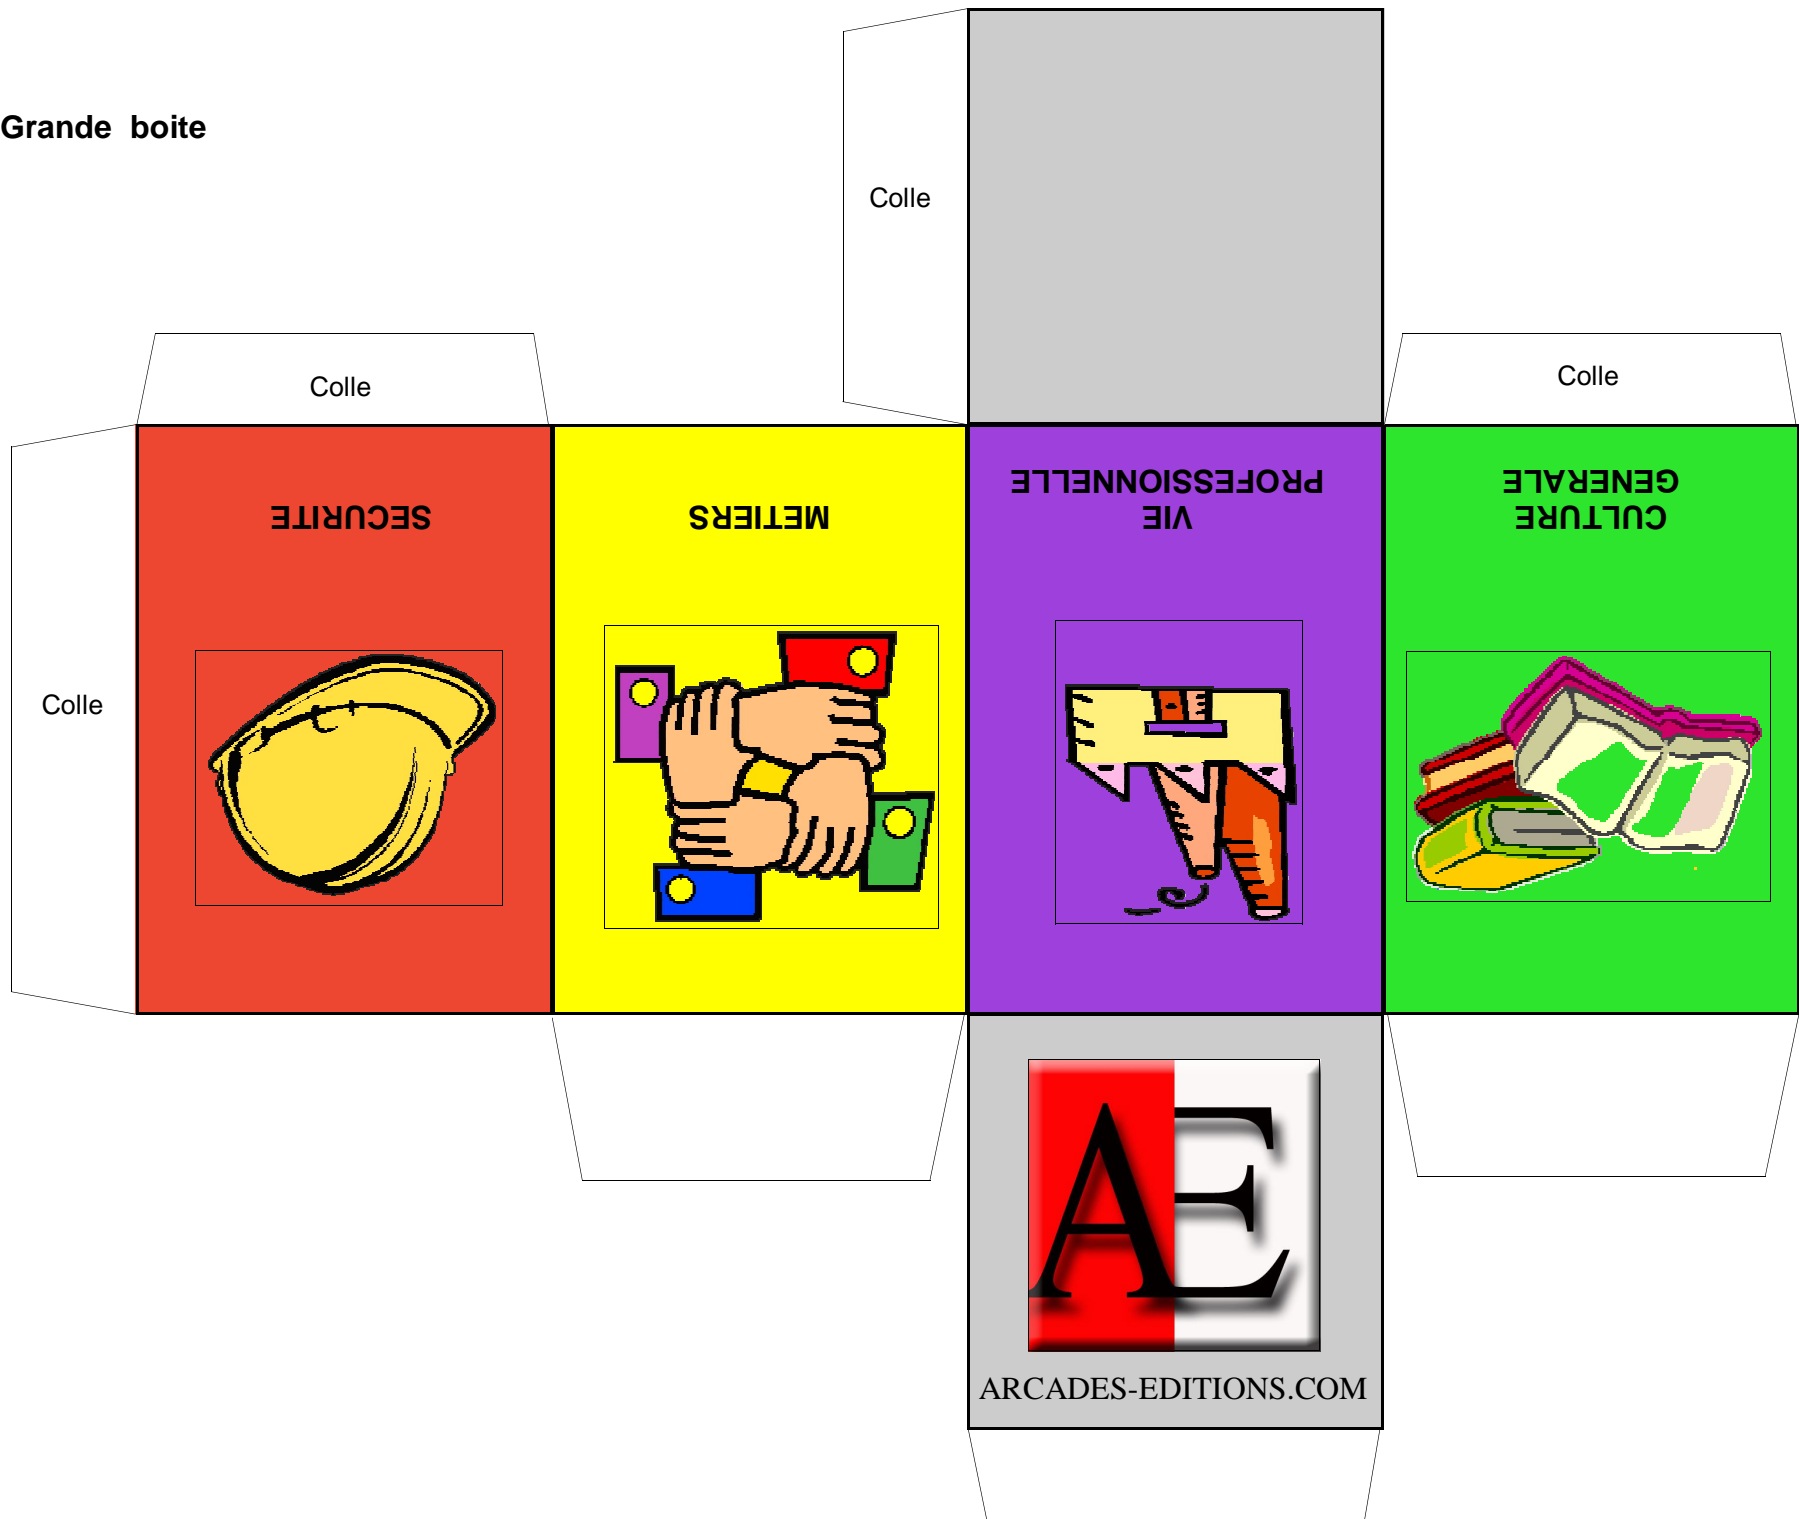 Grande boite
Colle
Colle
Colle
Colle
SECURITE
METIERS
VIE
PROFESSIONNELLE
CULTURE
GENERALE
AE
ARCADES-EDITIONS.COM